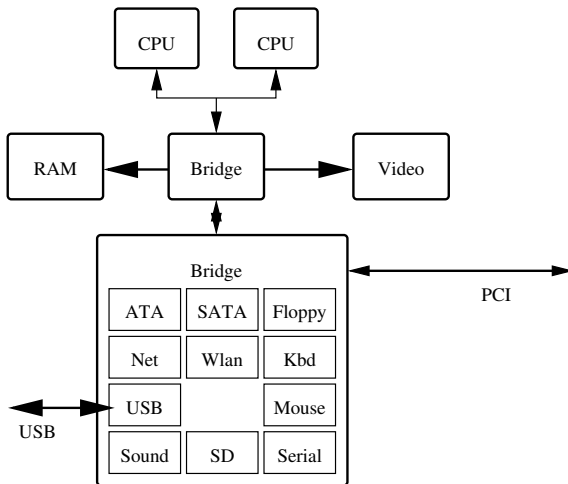 CPU
CPU
RAM
Bridge
Video
Bridge
PCI
ATA
SATA
Floppy
Net
Wlan
Kbd
USB
Mouse
USB
Sound
SD
Serial